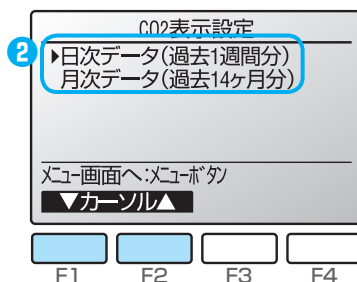 CO2表示設定
2
▶日次データ(過去1週間分)
月次データ(過去14ヶ月分)
メニュー画面へ:メニューボタン
▼カーソル▲
F1 F2 F3 F4